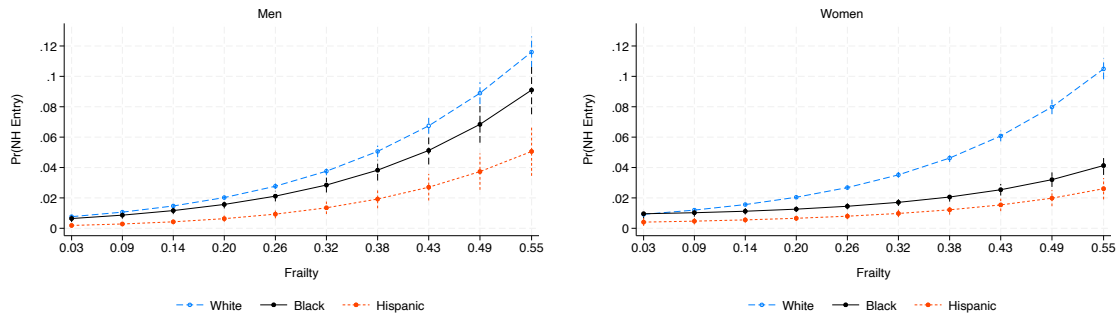 Men
Pr(NH Entry)
.12
.1
.08
.06
.04
.02
0
0.03 0.09 0.14 0.20 0.26 0.32 0.38 0.43 0.49 0.55
Frailty
White Black Hispanic
Women
Pr(NH Entry)
.12
.1
.08
.06
.04
.02
0
0.03 0.09 0.14 0.20 0.26 0.32 0.38 0.43 0.49 0.55
Frailty
White Black Hispanic